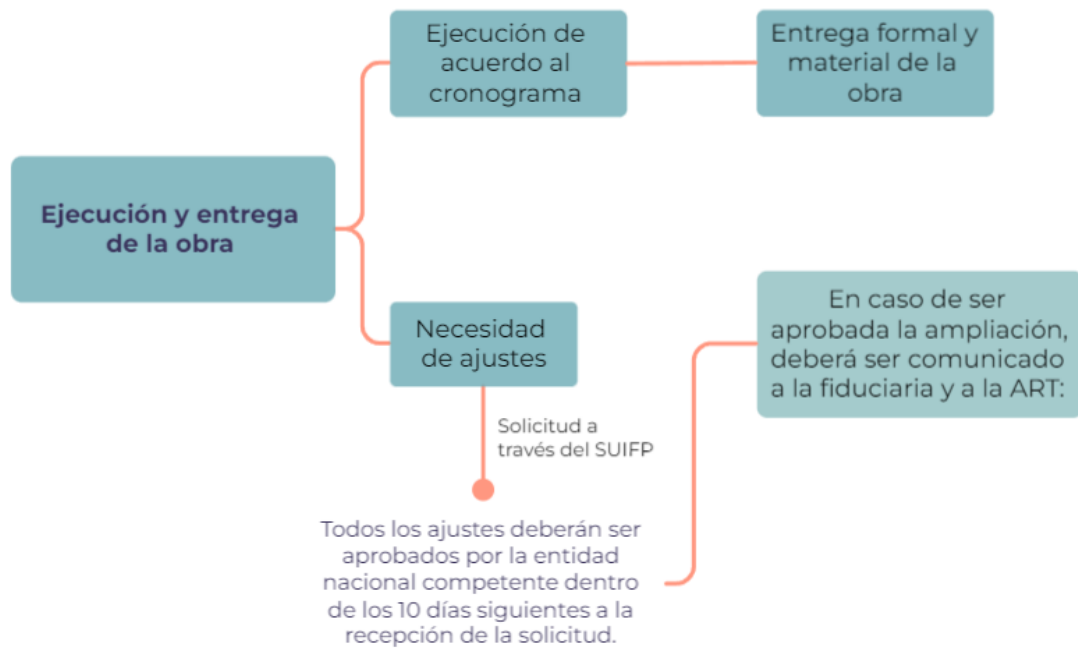 Ejecución y entrega
de la obra
Ejecución de
acuerdo al
cronograma
Entrega formal y
material de la
obra
Necesidad
de ajustes
Solicitud a
través del SUIFP
Todos los ajustes deberán ser
aprobados por la entidad
nacional competente dentro
de los 10 días siguientes a la
recepción de la solicitud.
En caso de ser
aprobada la ampliación,
deberá ser comunicado
a la fiduciaria y a la ART: